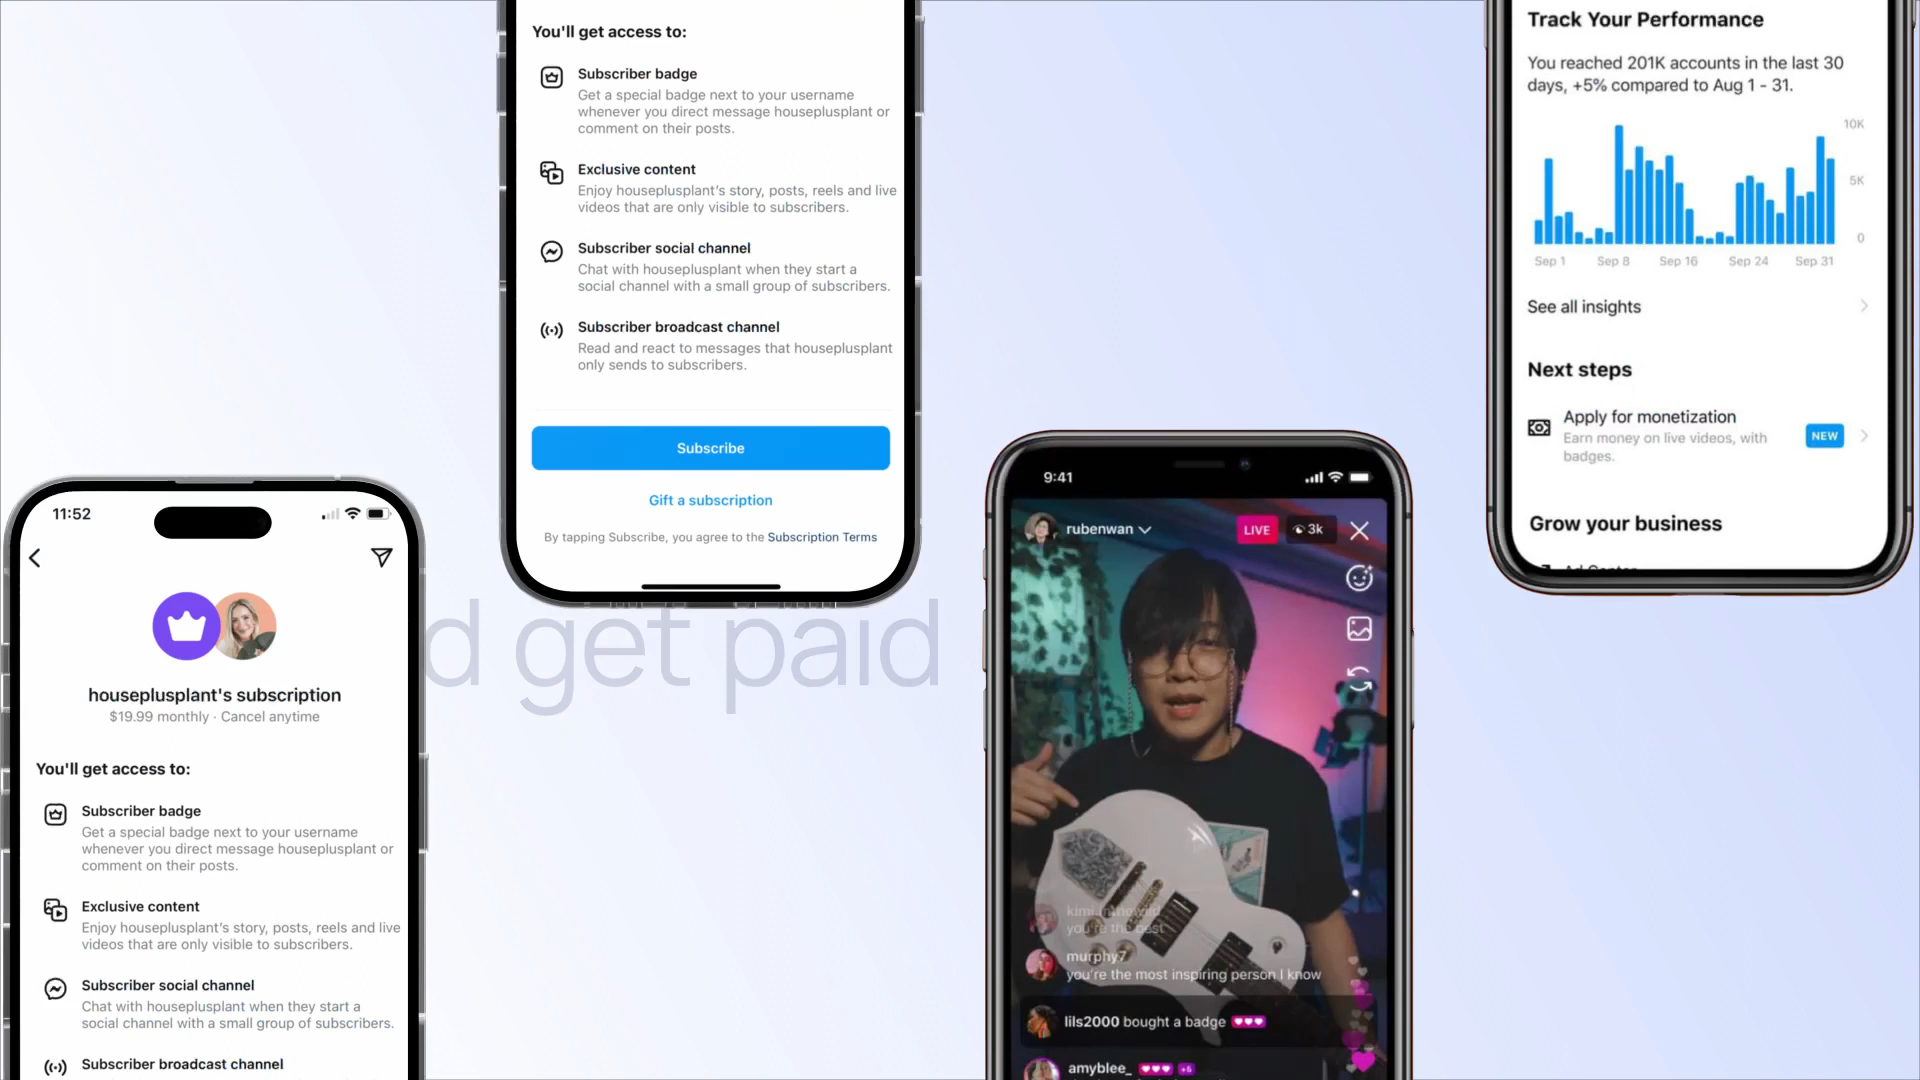 11:52
houseplusplant's subscription
$19.99 monthly · Cancel anytime
You'll get access to:
Subscriber badge
Get a special badge next to your username
whenever you direct message houseplusplant or
comment on their posts.
Exclusive content
Enjoy houseplusplant's story, posts, reels and live
videos that are only visible to subscribers.
Subscriber social channel
Chat with houseplusplant when they start a
social channel with a small group of subscribers.
Subscriber broadcast channel
You'll get access to:
Subscriber badge
Get a special badge next to your username
whenever you direct message houseplusplant or
comment on their posts.
Exclusive content
Enjoy houseplusplant's story, posts, reels and live
videos that are only visible to subscribers.
Subscriber social channel
Chat with houseplusplant when they start a
social channel with a small group of subscribers.
Subscriber broadcast channel
Read and react to messages that houseplusplant
only sends to subscribers.
Subscribe
Gift a subscription
By tapping Subscribe, you agree to the Subscription Terms
d get paid
9:41
rubenwan
LIVE
3k
you're the best
murphy7
you're the most inspiring person I know
lils2000 bought a badge
amyblee_ +5
Track Your Performance
You reached 201K accounts in the last 30
days, +5% compared to Aug 1 - 31.
10K
5K
0
Sep 1 Sep 8 Sep 16 Sep 24 Sep 31
See all insights
Next steps
Apply for monetization
Earn money on live videos, with
badges.
NEW
Grow your business